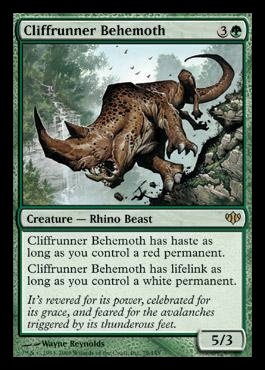 Cliffrunner Behemoth 3
Creature — Rhino Beast
Cliffrunner Behemoth has haste as
long as you control a red permanent.
Cliffrunner Behemoth has lifelink as
long as you control a white permanent.
It's revered for its power, celebrated for
its grace, and feared for the avalanches
triggered by its thunderous feet.
Wayne Reynolds
5/3